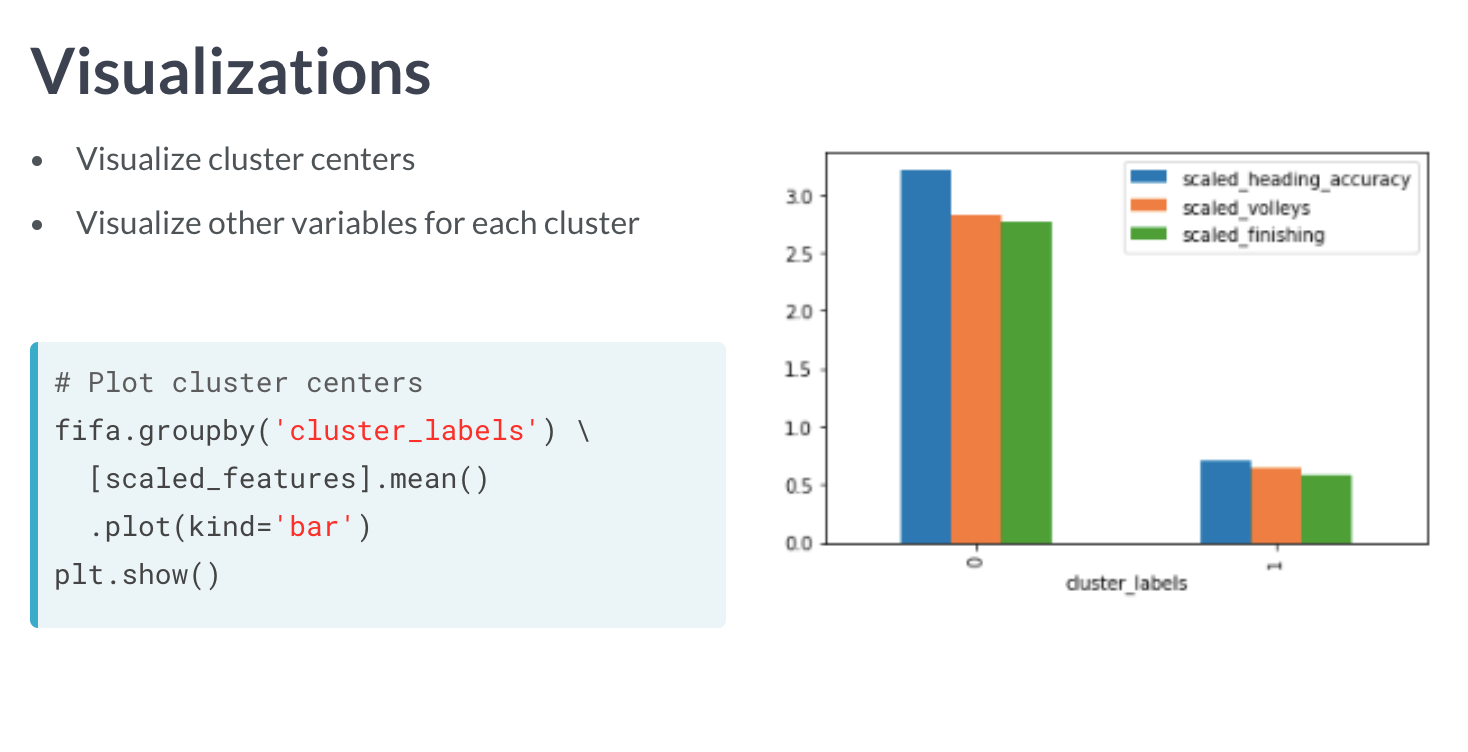 Visualizations
• Visualize cluster centers
• Visualize other variables for each cluster
# Plot cluster centers
fifa.groupby('cluster_labels') \
  [scaled_features].mean()
  .plot(kind='bar')
plt.show()
scaled_heading_accuracy
scaled_volleys
scaled_finishing
3.0
2.5
2.0
1.5
1.0
0.5
0.0
0
1
cluster_labels